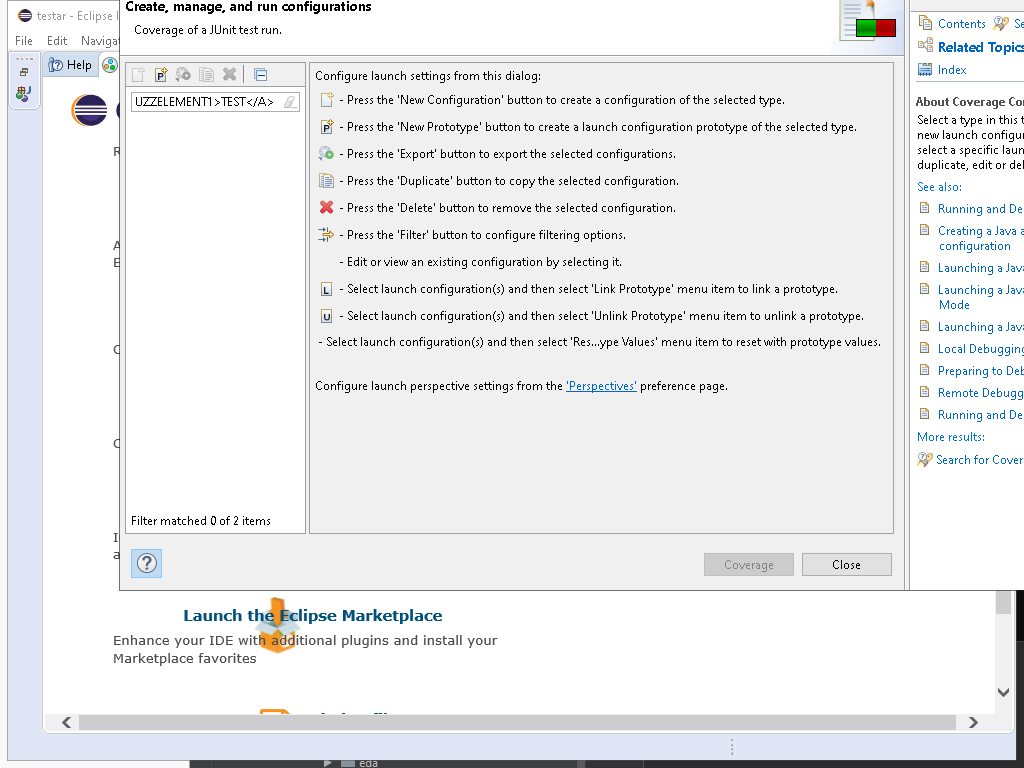 testar - Eclipse I
File Edit Naviga
Help
Create, manage, and run configurations
Coverage of a JUnit test run.
UZZELEMENT1>TEST</A>
Filter matched 0 of 2 items
Configure launch settings from this dialog:
- Press the 'New Configuration' button to create a configuration of the selected type.
- Press the 'New Prototype' button to create a launch configuration prototype of the selected type.
- Press the 'Export' button to export the selected configurations.
- Press the 'Duplicate' button to copy the selected configuration.
- Press the 'Delete' button to remove the selected configuration.
- Press the 'Filter' button to configure filtering options.
- Edit or view an existing configuration by selecting it.
L - Select launch configuration(s) and then select 'Link Prototype' menu item to link a prototype.
U - Select launch configuration(s) and then select 'Unlink Prototype' menu item to unlink a prototype.
- Select launch configuration(s) and then select 'Res...ype Values' menu item to reset with prototype values.
Configure launch perspective settings from the 'Perspectives' preference page.
Coverage Close
Contents Se
Related Topics
Index
About Coverage Co
Select a type in this t
new launch configur
select a specific laun
duplicate, edit or del
See also:
Running and De
Creating a Java a
configuration
Launching a Java
Launching a Java
Mode
Launching a Java
Local Debugging
Preparing to Deb
Remote Debugg
Running and De
More results:
Search for Cover
Launch the Eclipse Marketplace
Enhance your IDE with additional plugins and install your
Marketplace favorites
eda